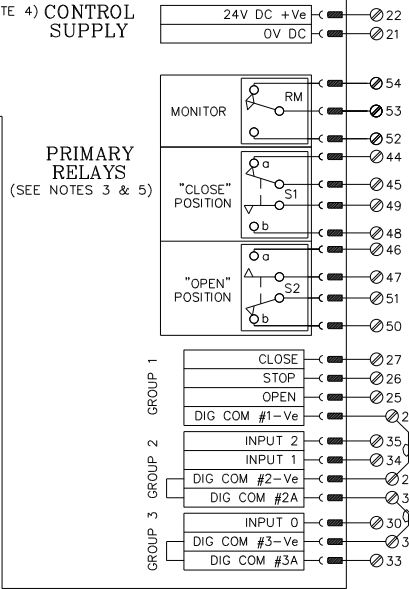 TE 4) CONTROL
SUPPLY
24V DC +Ve 22
0V DC 21
PRIMARY
RELAYS
(SEE NOTES 3 & 5)
MONITOR
RM
54
53
52
"CLOSE"
POSITION
a
S1
b
44
45
49
48
"OPEN"
POSITION
a
S2
b
46
47
51
50
GROUP 1
CLOSE 27
STOP 26
OPEN 25
DIG COM #1-Ve 2
GROUP 2
INPUT 2 35
INPUT 1 34
DIG COM #2-Ve 2
DIG COM #2A 3
GROUP 3
INPUT 0 30
DIG COM #3-Ve 3
DIG COM #3A 33